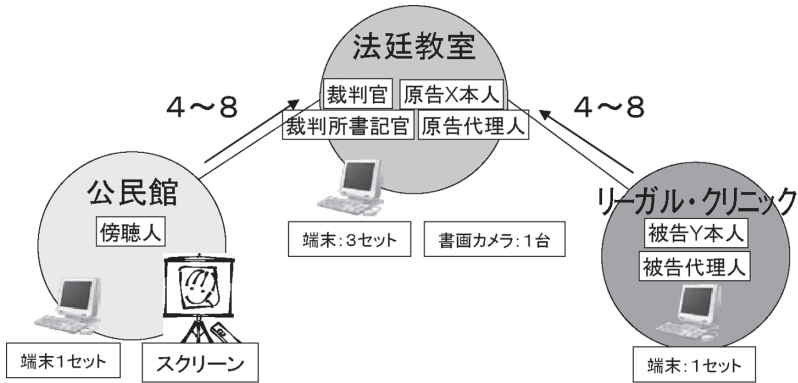 法廷教室
裁判官
原告X本人
裁判所書記官
原告代理人
4～8
4～8
公民館
傍聴人
リーガル・クリニック
被告Y本人
被告代理人
端末：3セット
書画カメラ：1台
端末1セット
スクリーン
端末：1セット